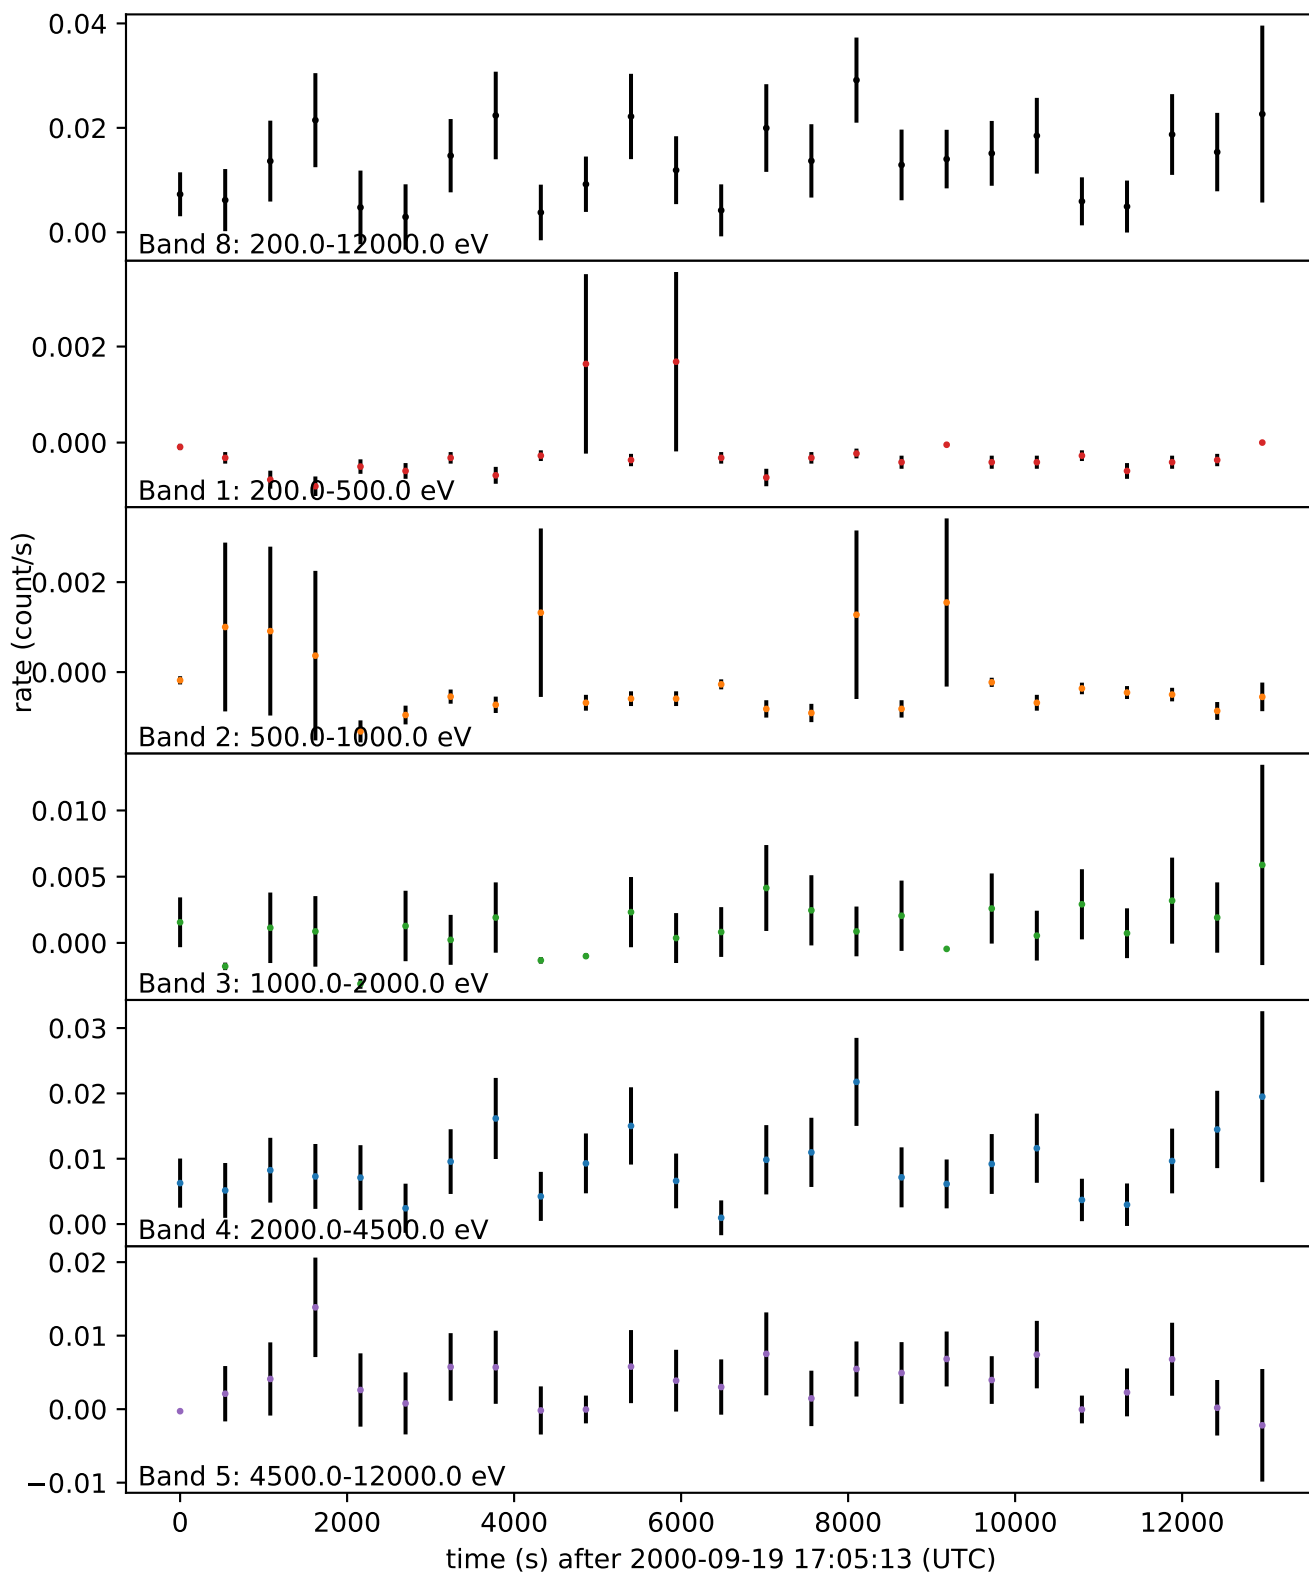 0.04
0.02
0.00
Band 8: 200.0-12000.0 eV
0.002
0.000
Band 1: 200.0-500.0 eV
rate (count/s)
0.002
0.000
Band 2: 500.0-1000.0 eV
0.010
0.005
0.000
Band 3: 1000.0-2000.0 eV
0.03
0.02
0.01
0.00
Band 4: 2000.0-4500.0 eV
0.02
0.01
0.00
−0.01
Band 5: 4500.0-12000.0 eV
0 2000 4000 6000 8000 10000 12000
time (s) after 2000-09-19 17:05:13 (UTC)